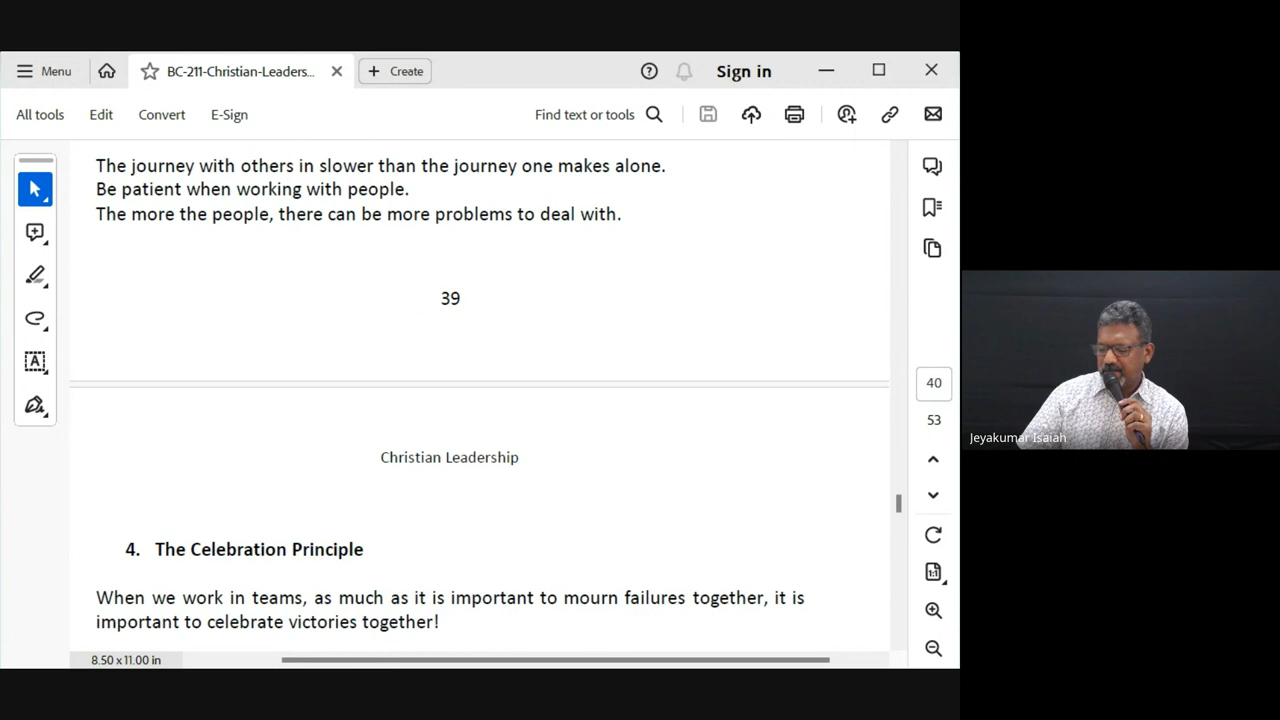 Menu
BC-211-Christian-Leaders...
Create
Sign in
All tools
Edit
Convert
E-Sign
Find text or tools
The journey with others in slower than the journey one makes alone.
Be patient when working with people.
The more the people, there can be more problems to deal with.
39
40
53
Christian Leadership
4. The Celebration Principle
When we work in teams, as much as it is important to mourn failures together, it is
important to celebrate victories together!
8.50 x 11.00 in
Jeyakumar Isaiah